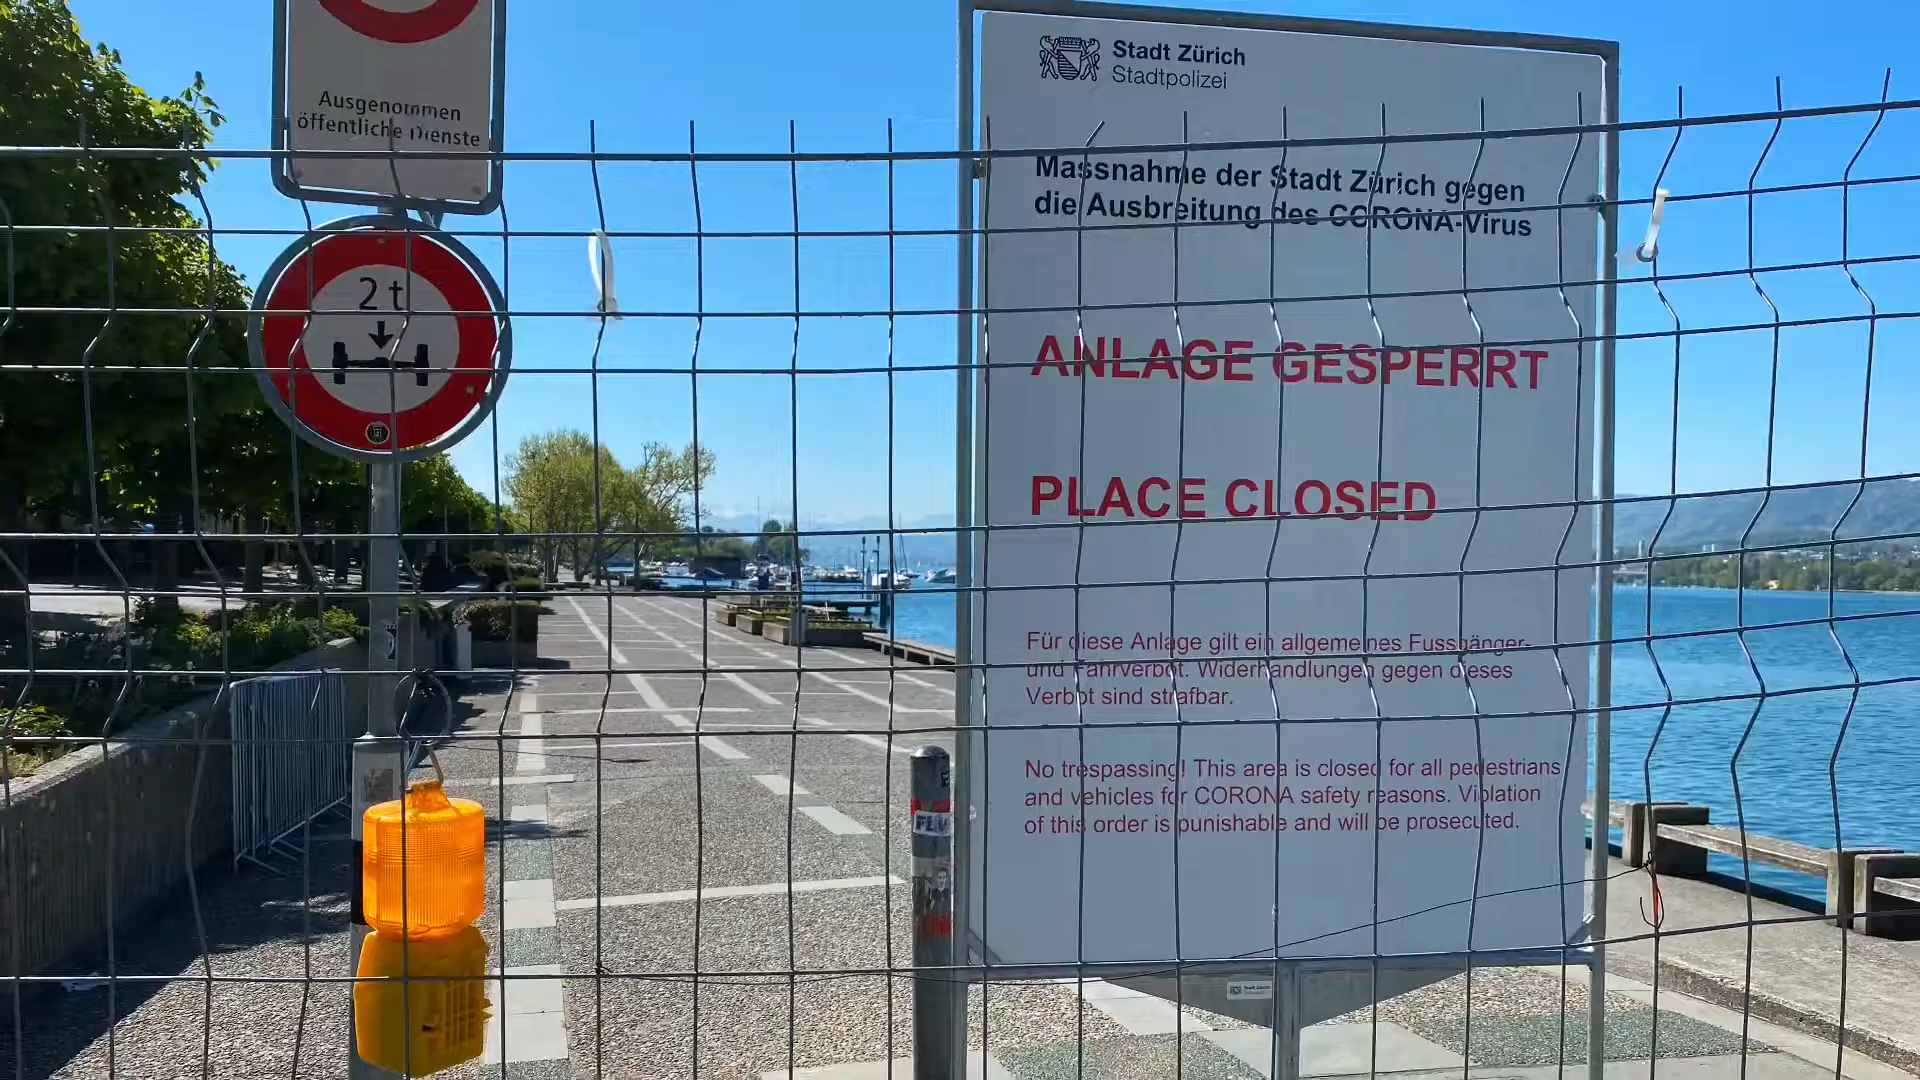 Ausgenommen
öffentliche Dienste
2 t
Stadt Zürich
Stadtpolizei
Massnahme der Stadt Zürich gegen
die Ausbreitung des CORONA-Virus
ANLAGE GESPERRT
PLACE CLOSED
Für diese Anlage gilt ein allgemeines Fussgänger-
und Fahrverbot. Widerhandlungen gegen dieses
Verbot sind strafbar.
No trespassing! This area is closed for all pedestrians
and vehicles for CORONA safety reasons. Violation
of this order is punishable and will be prosecuted.
Stadt Zürich